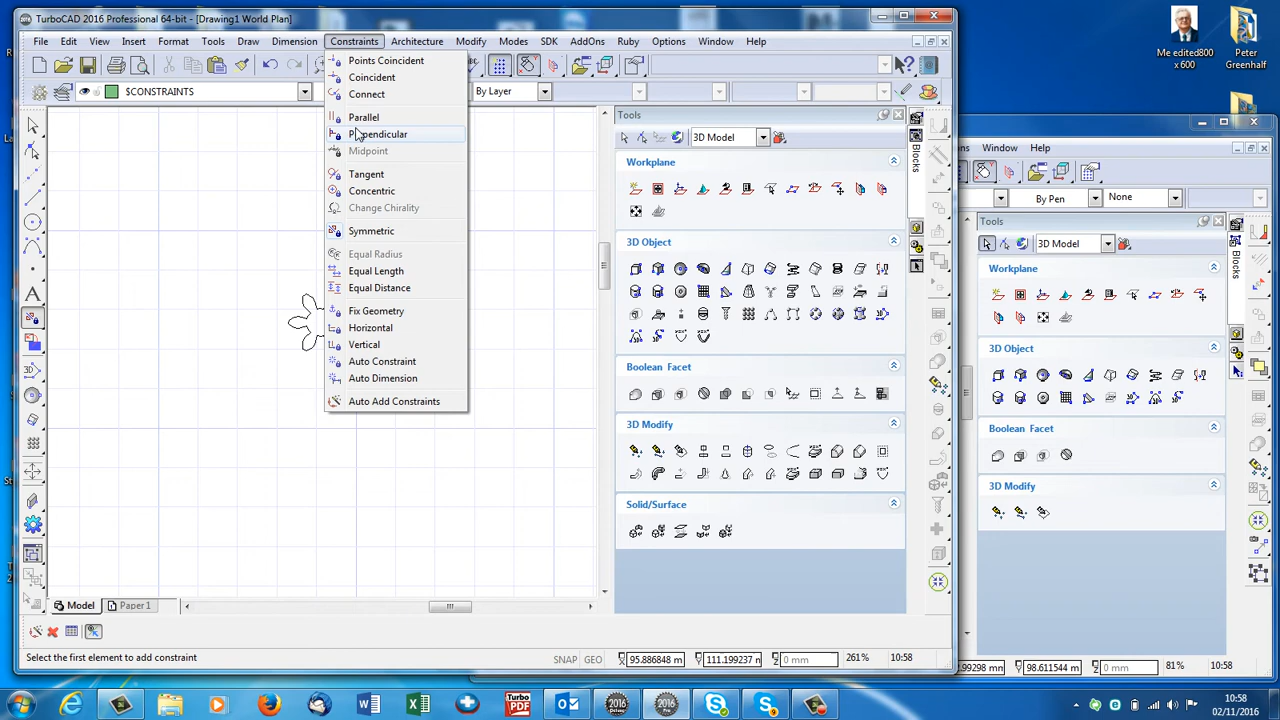 TurboCAD 2016 Professional 64-bit - [Drawing1 World Plan]
File Edit View Insert Format Tools Draw Dimension Constraints Architecture Modify Modes SDK AddOns Ruby Options Window Help
$CONSTRAINTS
By Layer
Points Coincident
Coincident
Connect
Parallel
Perpendicular
Midpoint
Tangent
Concentric
Change Chirality
Symmetric
Equal Radius
Equal Length
Equal Distance
Fix Geometry
Horizontal
Vertical
Auto Constraint
Auto Dimension
Auto Add Constraints
Tools
3D Model
Workplane
3D Object
Boolean Facet
3D Modify
Solid/Surface
Blocks
Model Paper 1
Select the first element to add constraint
SNAP GEO 95.886848 m 111.199237 n 0 mm 261% 10:58
Me edited800 x 600
Peter Greenhalf
Window Help
By Pen None
Tools
3D Model
Workplane
3D Object
Boolean Facet
3D Modify
Blocks
.99298 mm 98.611544 m 81% 10:58
10:58
02/11/2016